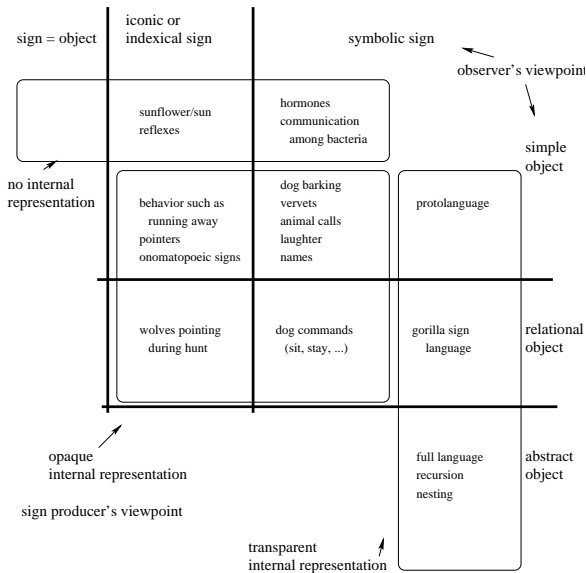 sign = object
iconic or
indexical sign
symbolic sign
observer's viewpoint
sunflower/sun
reflexes
hormones
communication
among bacteria
simple
object
no internal
representation
behavior such as
running away
pointers
onomatopoeic signs
dog barking
vervets
animal calls
laughter
names
protolanguage
wolves pointing
during hunt
dog commands
(sit, stay, ...)
gorilla sign
language
relational
object
opaque
internal representation
full language
recursion
nesting
abstract
object
sign producer's viewpoint
transparent
internal representation